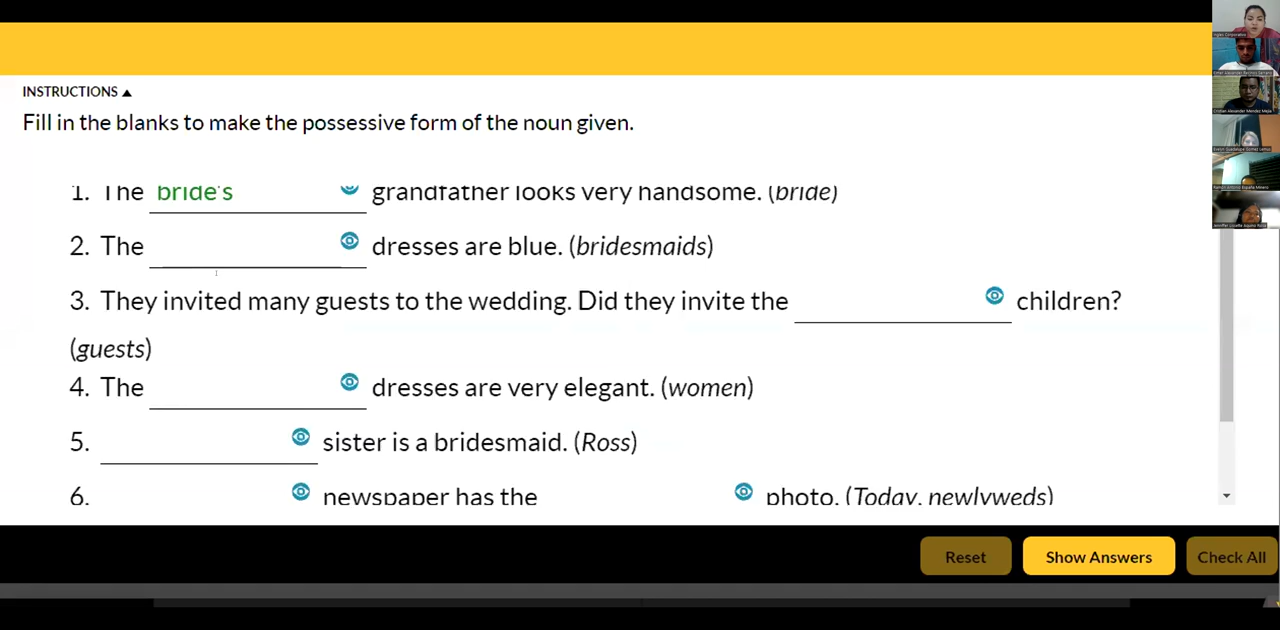 INSTRUCTIONS ▲
Fill in the blanks to make the possessive form of the noun given.
1. The bride's grandfather looks very handsome. (bride)
2. The dresses are blue. (bridesmaids)
3. They invited many guests to the wedding. Did they invite the children?
(guests)
4. The dresses are very elegant. (women)
5. sister is a bridesmaid. (Ross)
6. newspaper has the photo. (Today, newlyweds)
Reset Show Answers Check All